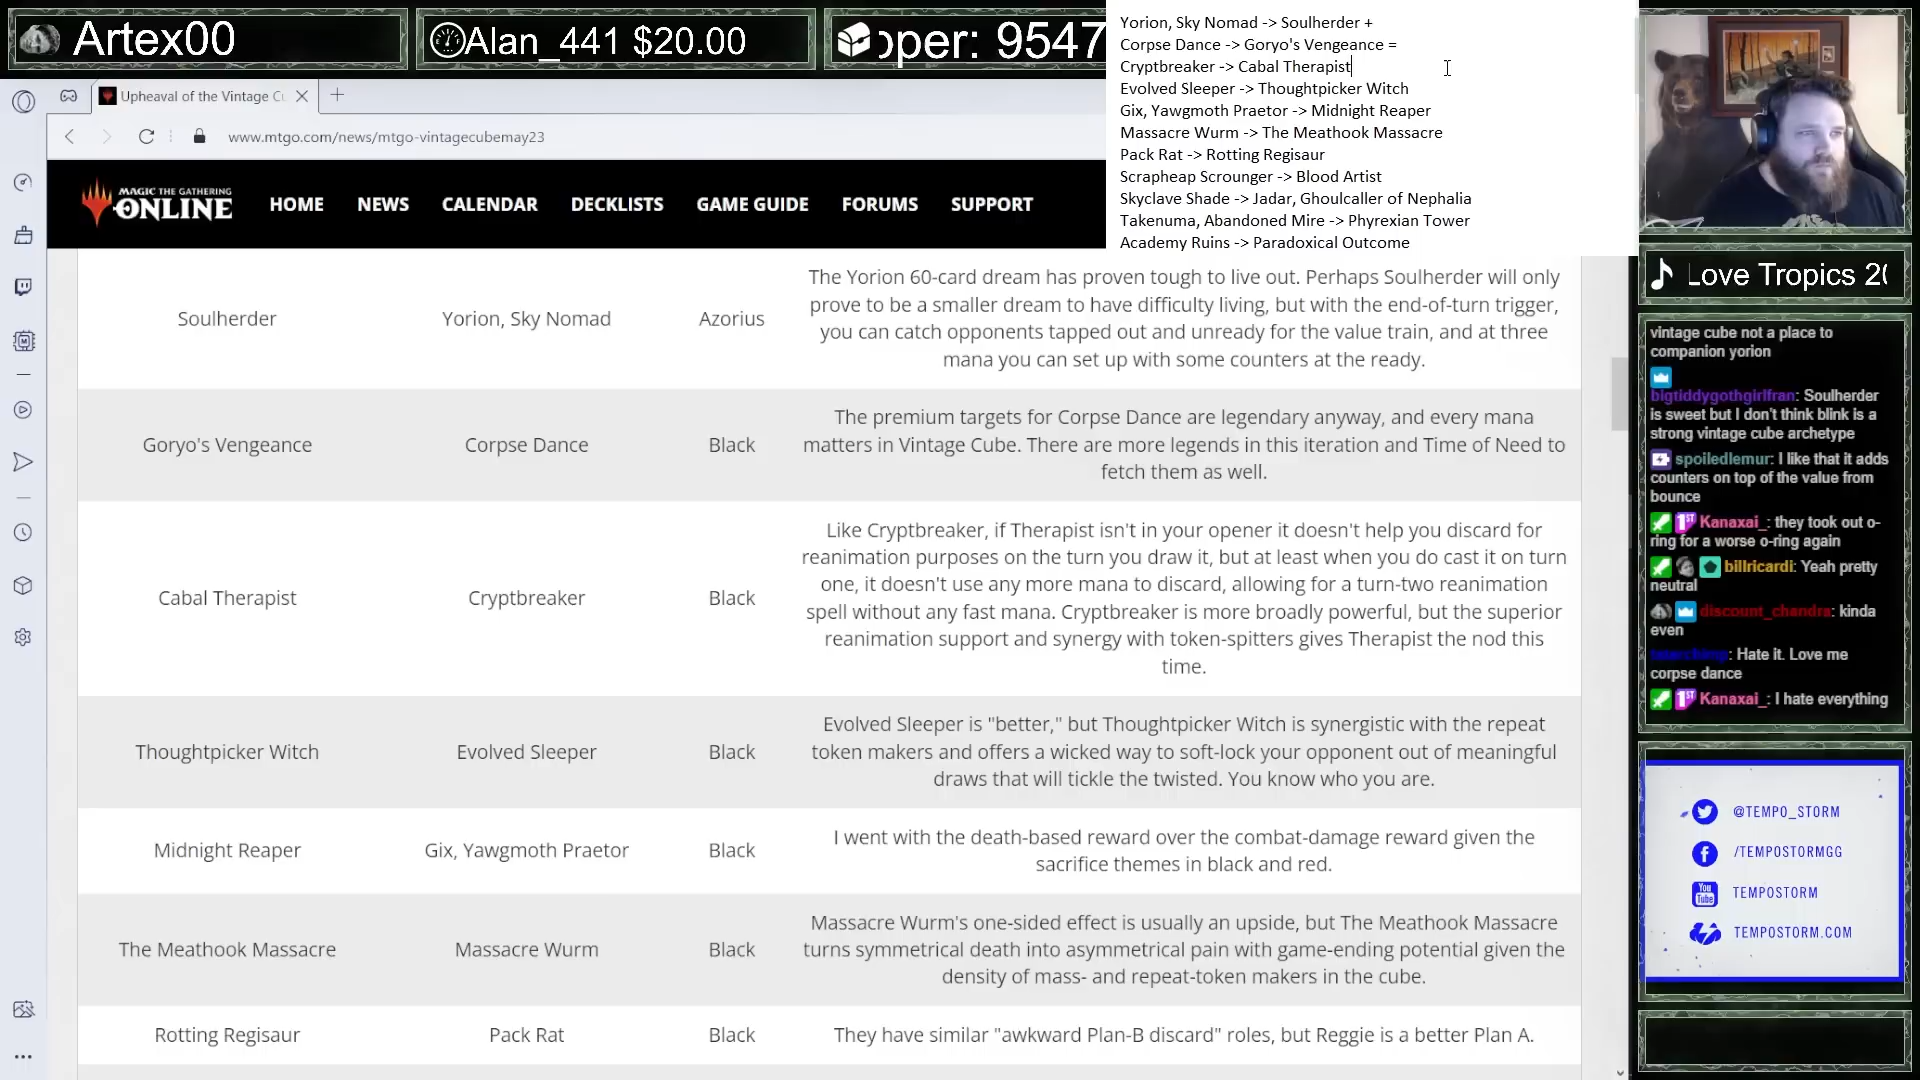 Artex00
Alan_441 $20.00
oper: 9547
Yorion, Sky Nomad -> Soulherder +
Corpse Dance -> Goryo's Vengeance =
Cryptbreaker -> Cabal Therapist
Evolved Sleeper -> Thoughtpicker Witch
Gix, Yawgmoth Praetor -> Midnight Reaper
Massacre Wurm -> The Meathook Massacre
Pack Rat -> Rotting Regisaur
Scrapheap Scrounger -> Blood Artist
Skyclave Shade -> Jadar, Ghoulcaller of Nephalia
Takenuma, Abandoned Mire -> Phyrexian Tower
Academy Ruins -> Paradoxical Outcome
Upheaval of the Vintage Cu
www.mtgo.com/news/mtgo-vintagecubemay23
MAGIC THE GATHERING
ONLINE
HOME
NEWS
CALENDAR
DECKLISTS
GAME GUIDE
FORUMS
SUPPORT
Soulherder
Yorion, Sky Nomad
Azorius
The Yorion 60-card dream has proven tough to live out. Perhaps Soulherder will only
prove to be a smaller dream to have difficulty living, but with the end-of-turn trigger,
you can catch opponents tapped out and unready for the value train, and at three
mana you can set up with some counters at the ready.
Goryo's Vengeance
Corpse Dance
Black
The premium targets for Corpse Dance are legendary anyway, and every mana
matters in Vintage Cube. There are more legends in this iteration and Time of Need to
fetch them as well.
Cabal Therapist
Cryptbreaker
Black
Like Cryptbreaker, if Therapist isn't in your opener it doesn't help you discard for
reanimation purposes on the turn you draw it, but at least when you do cast it on turn
one, it doesn't use any more mana to discard, allowing for a turn-two reanimation
spell without any fast mana. Cryptbreaker is more broadly powerful, but the superior
reanimation support and synergy with token-spitters gives Therapist the nod this
time.
Thoughtpicker Witch
Evolved Sleeper
Black
Evolved Sleeper is "better," but Thoughtpicker Witch is synergistic with the repeat
token makers and offers a wicked way to soft-lock your opponent out of meaningful
draws that will tickle the twisted. You know who you are.
Midnight Reaper
Gix, Yawgmoth Praetor
Black
I went with the death-based reward over the combat-damage reward given the
sacrifice themes in black and red.
The Meathook Massacre
Massacre Wurm
Black
Massacre Wurm's one-sided effect is usually an upside, but The Meathook Massacre
turns symmetrical death into asymmetrical pain with game-ending potential given the
density of mass- and repeat-token makers in the cube.
Rotting Regisaur
Pack Rat
Black
They have similar "awkward Plan-B discard" roles, but Reggie is a better Plan A.
Love Tropics 20
vintage cube not a place to
companion yorion
bigtiddygothgirlfran: Soulherder
is sweet but I don't think blink is a
strong vintage cube archetype
spoiledlemur: I like that it adds
counters on top of the value from
bounce
1ST Kanaxai_: they took out o-
ring for a worse o-ring again
billricardi: Yeah pretty
neutral
discount_chandra: kinda
even
: Hate it. Love me
corpse dance
1ST Kanaxai_: I hate everything
@TEMPO_STORM
/TEMPOSTORMGG
You
Tube
TEMPOSTORM
TEMPOSTORM.COM